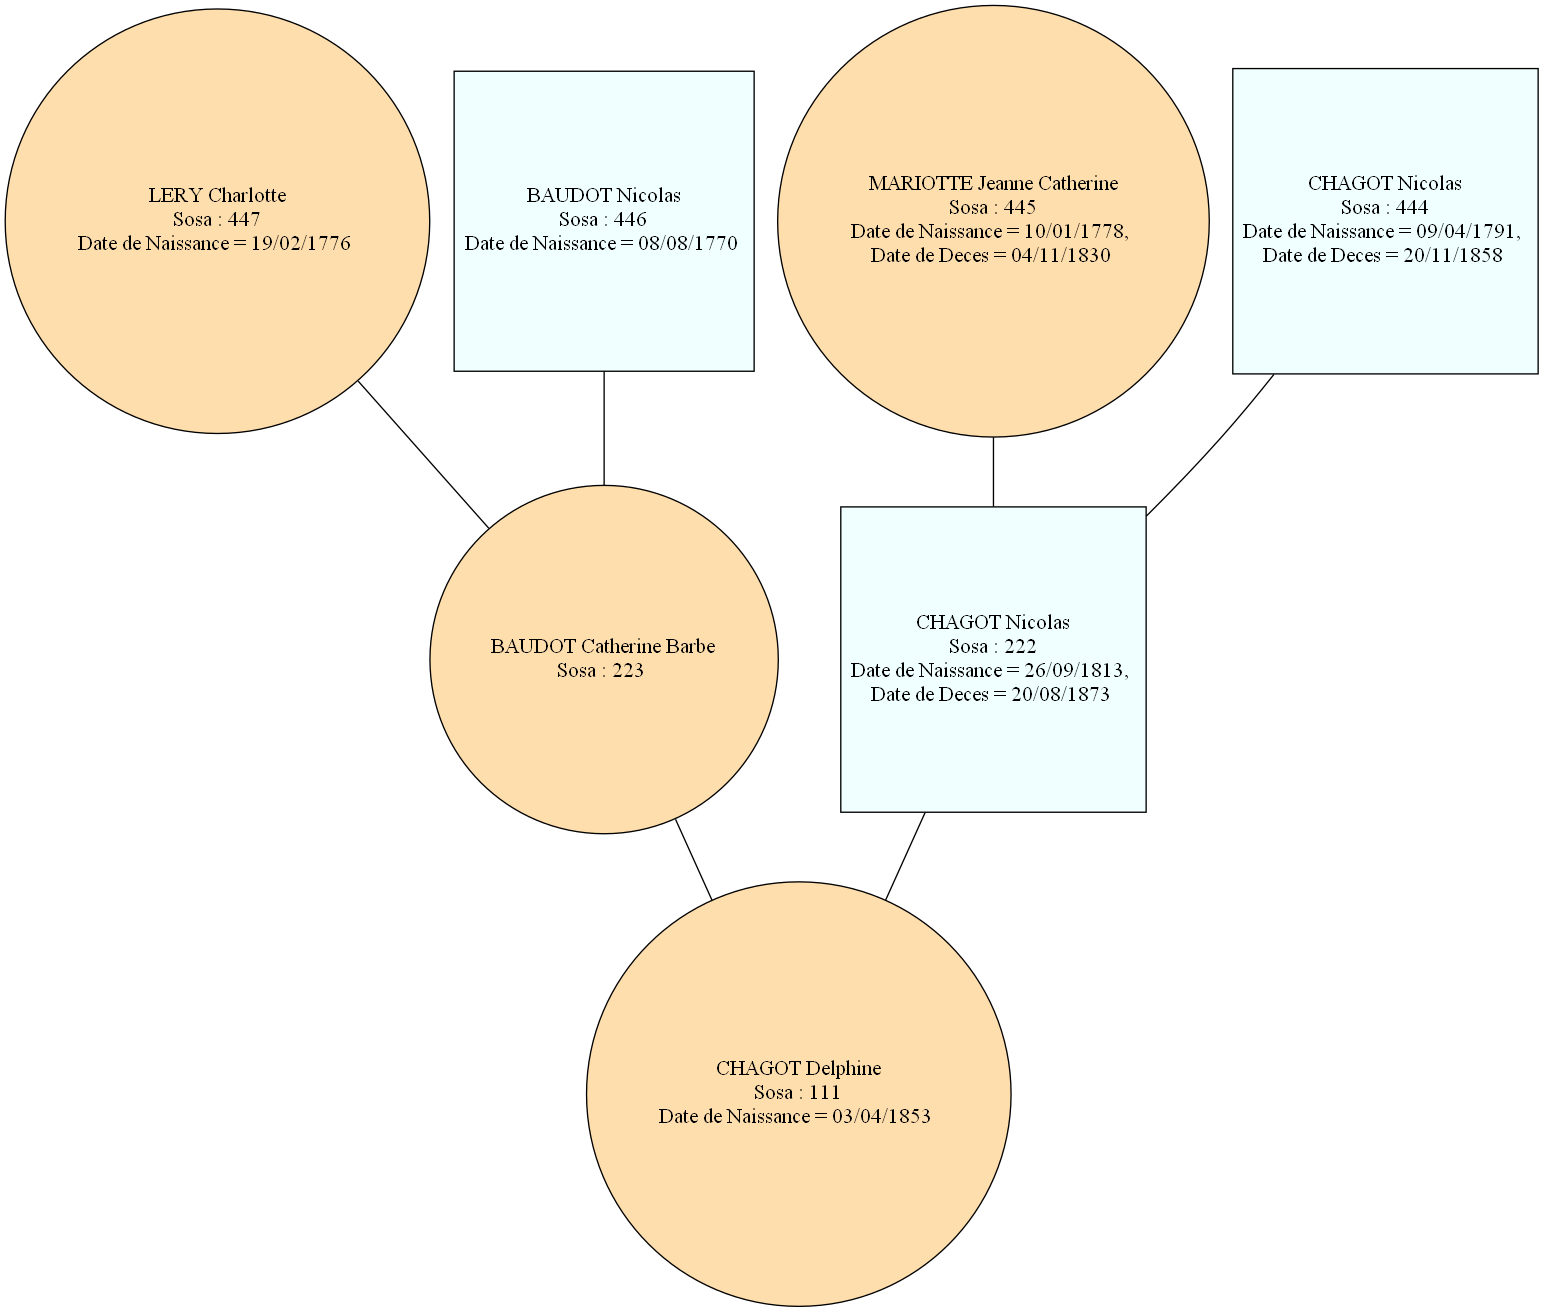 LERY Charlotte
Sosa : 447
Date de Naissance = 19/02/1776
BAUDOT Nicolas
Sosa : 446
Date de Naissance = 08/08/1770
MARIOTTE Jeanne Catherine
Sosa : 445
Date de Naissance = 10/01/1778,
Date de Deces = 04/11/1830
CHAGOT Nicolas
Sosa : 444
Date de Naissance = 09/04/1791,
Date de Deces = 20/11/1858
BAUDOT Catherine Barbe
Sosa : 223
CHAGOT Nicolas
Sosa : 222
Date de Naissance = 26/09/1813,
Date de Deces = 20/08/1873
CHAGOT Delphine
Sosa : 111
Date de Naissance = 03/04/1853